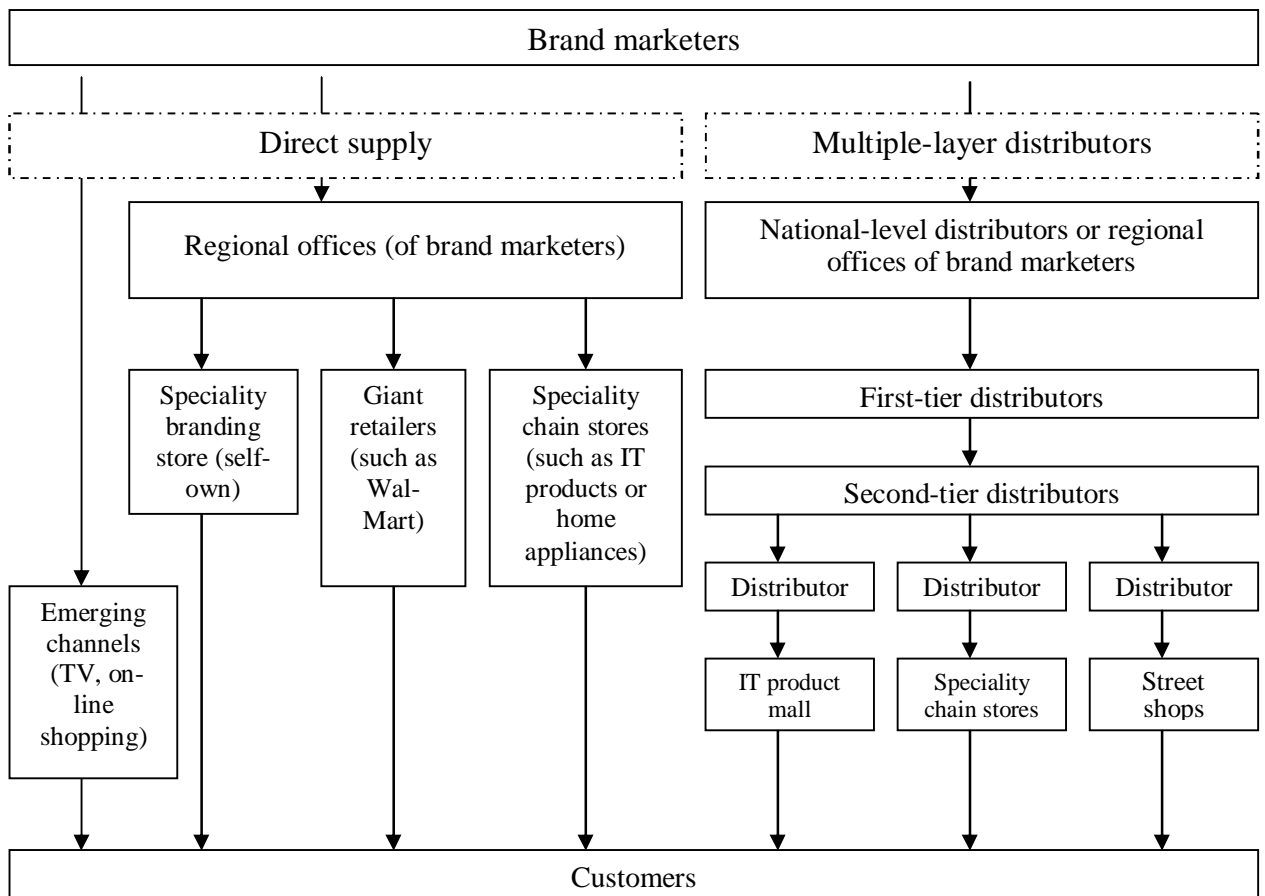 Brand marketers
Direct supply
Multiple-layer distributors
Regional offices (of brand marketers)
National-level distributors or regional
offices of brand marketers
Speciality
branding
store (self-
own)
Giant
retailers
(such as
Wal-
Mart)
Speciality
chain stores
(such as IT
products or
home
appliances)
First-tier distributors
Second-tier distributors
Distributor
Distributor
Distributor
Emerging
channels
(TV, on-
line
shopping)
IT product
mall
Speciality
chain stores
Street
shops
Customers